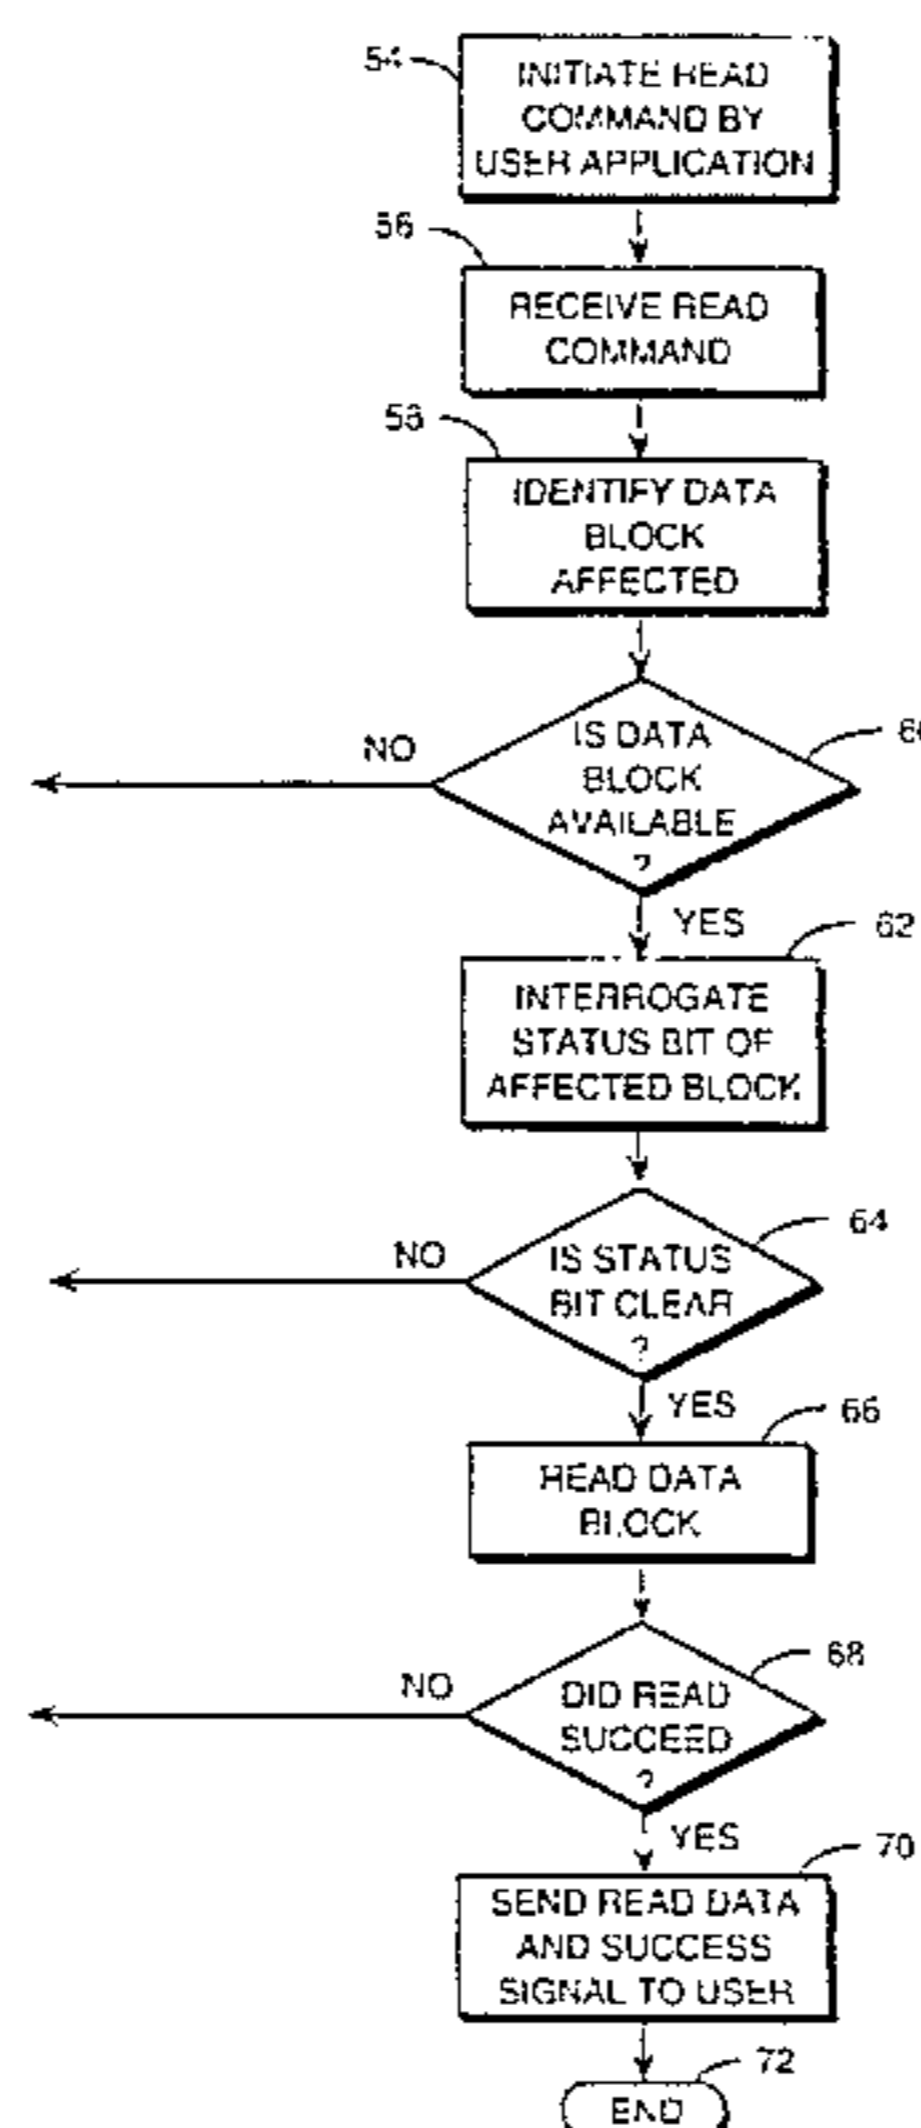 54
INITIATE READ
COMMAND BY
USER APPLICATION
56
RECEIVE READ
COMMAND
58
IDENTIFY DATA
BLOCK
AFFECTED
IS DATA
BLOCK
AVAILABLE
?
NO
YES
62
INTERROGATE
STATUS BIT OF
AFFECTED BLOCK
64
IS STATUS
BIT CLEAR
?
NO
YES
66
READ DATA
BLOCK
68
DID READ
SUCCEED
?
NO
YES
70
SEND READ DATA
AND SUCCESS
SIGNAL TO USER
72
END